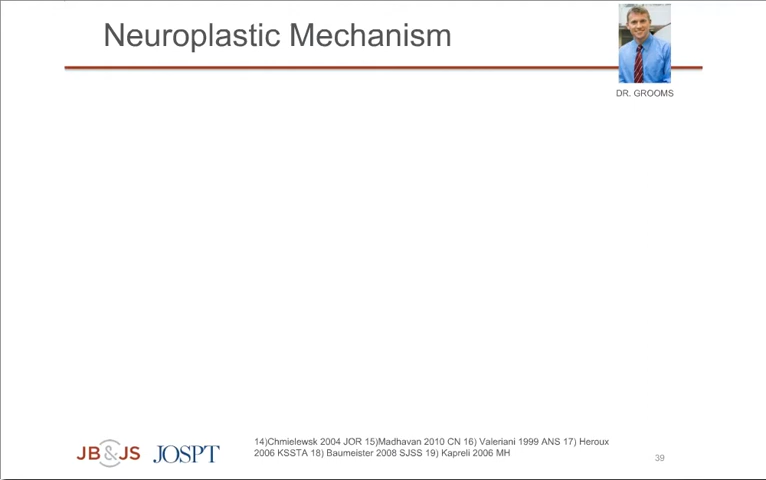 Neuroplastic Mechanism
DR. GROOMS
JB&JS
JOSPT
14)Chmielewsk 2004 JOR 15)Madhavan 2010 CN 16) Valeriani 1999 ANS 17) Heroux
2006 KSSTA 18) Baumeister 2008 SJSS 19) Kapreli 2006 MH
39